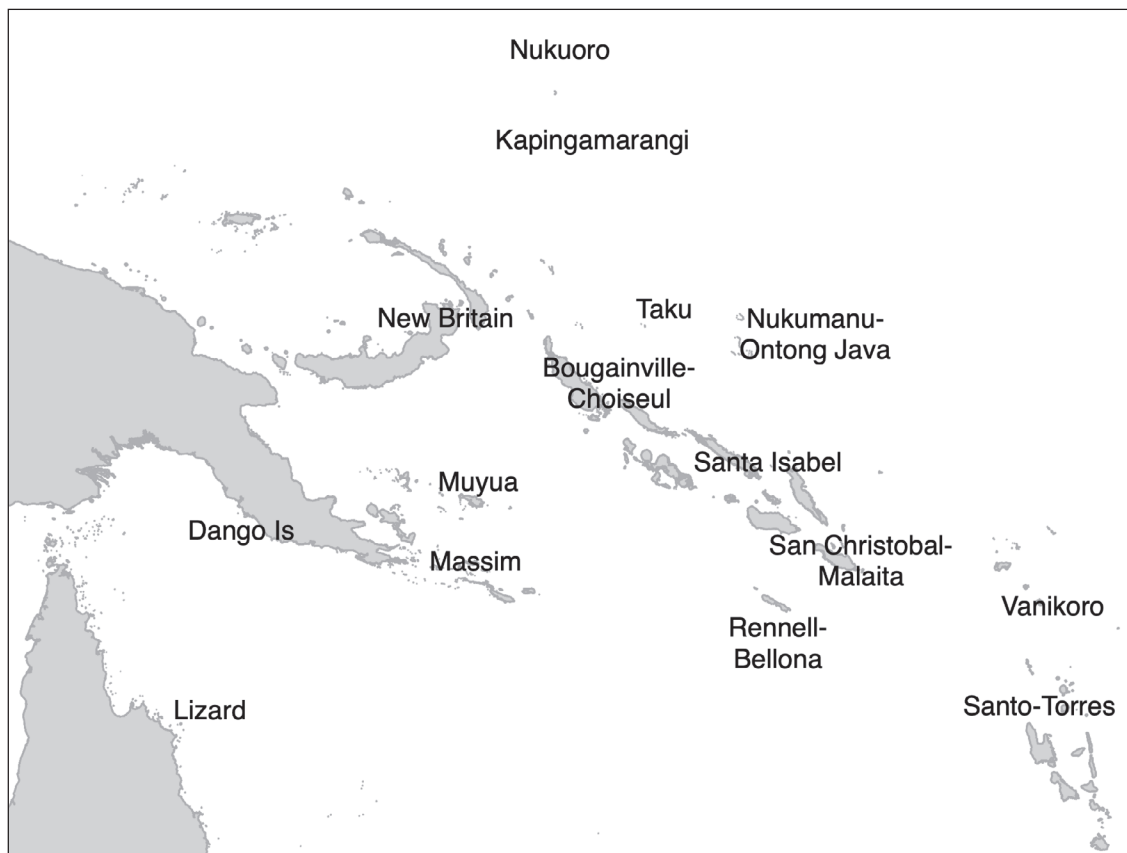 Nukuoro
Kapingamarangi
New Britain
Taku
Nukumanu-
Ontong Java
Bougainville-
Choiseul
Santa Isabel
Muyua
Dango Is
Massim
San Christobal-
Malaita
Vanikoro
Rennell-
Bellona
Lizard
Santo-Torres